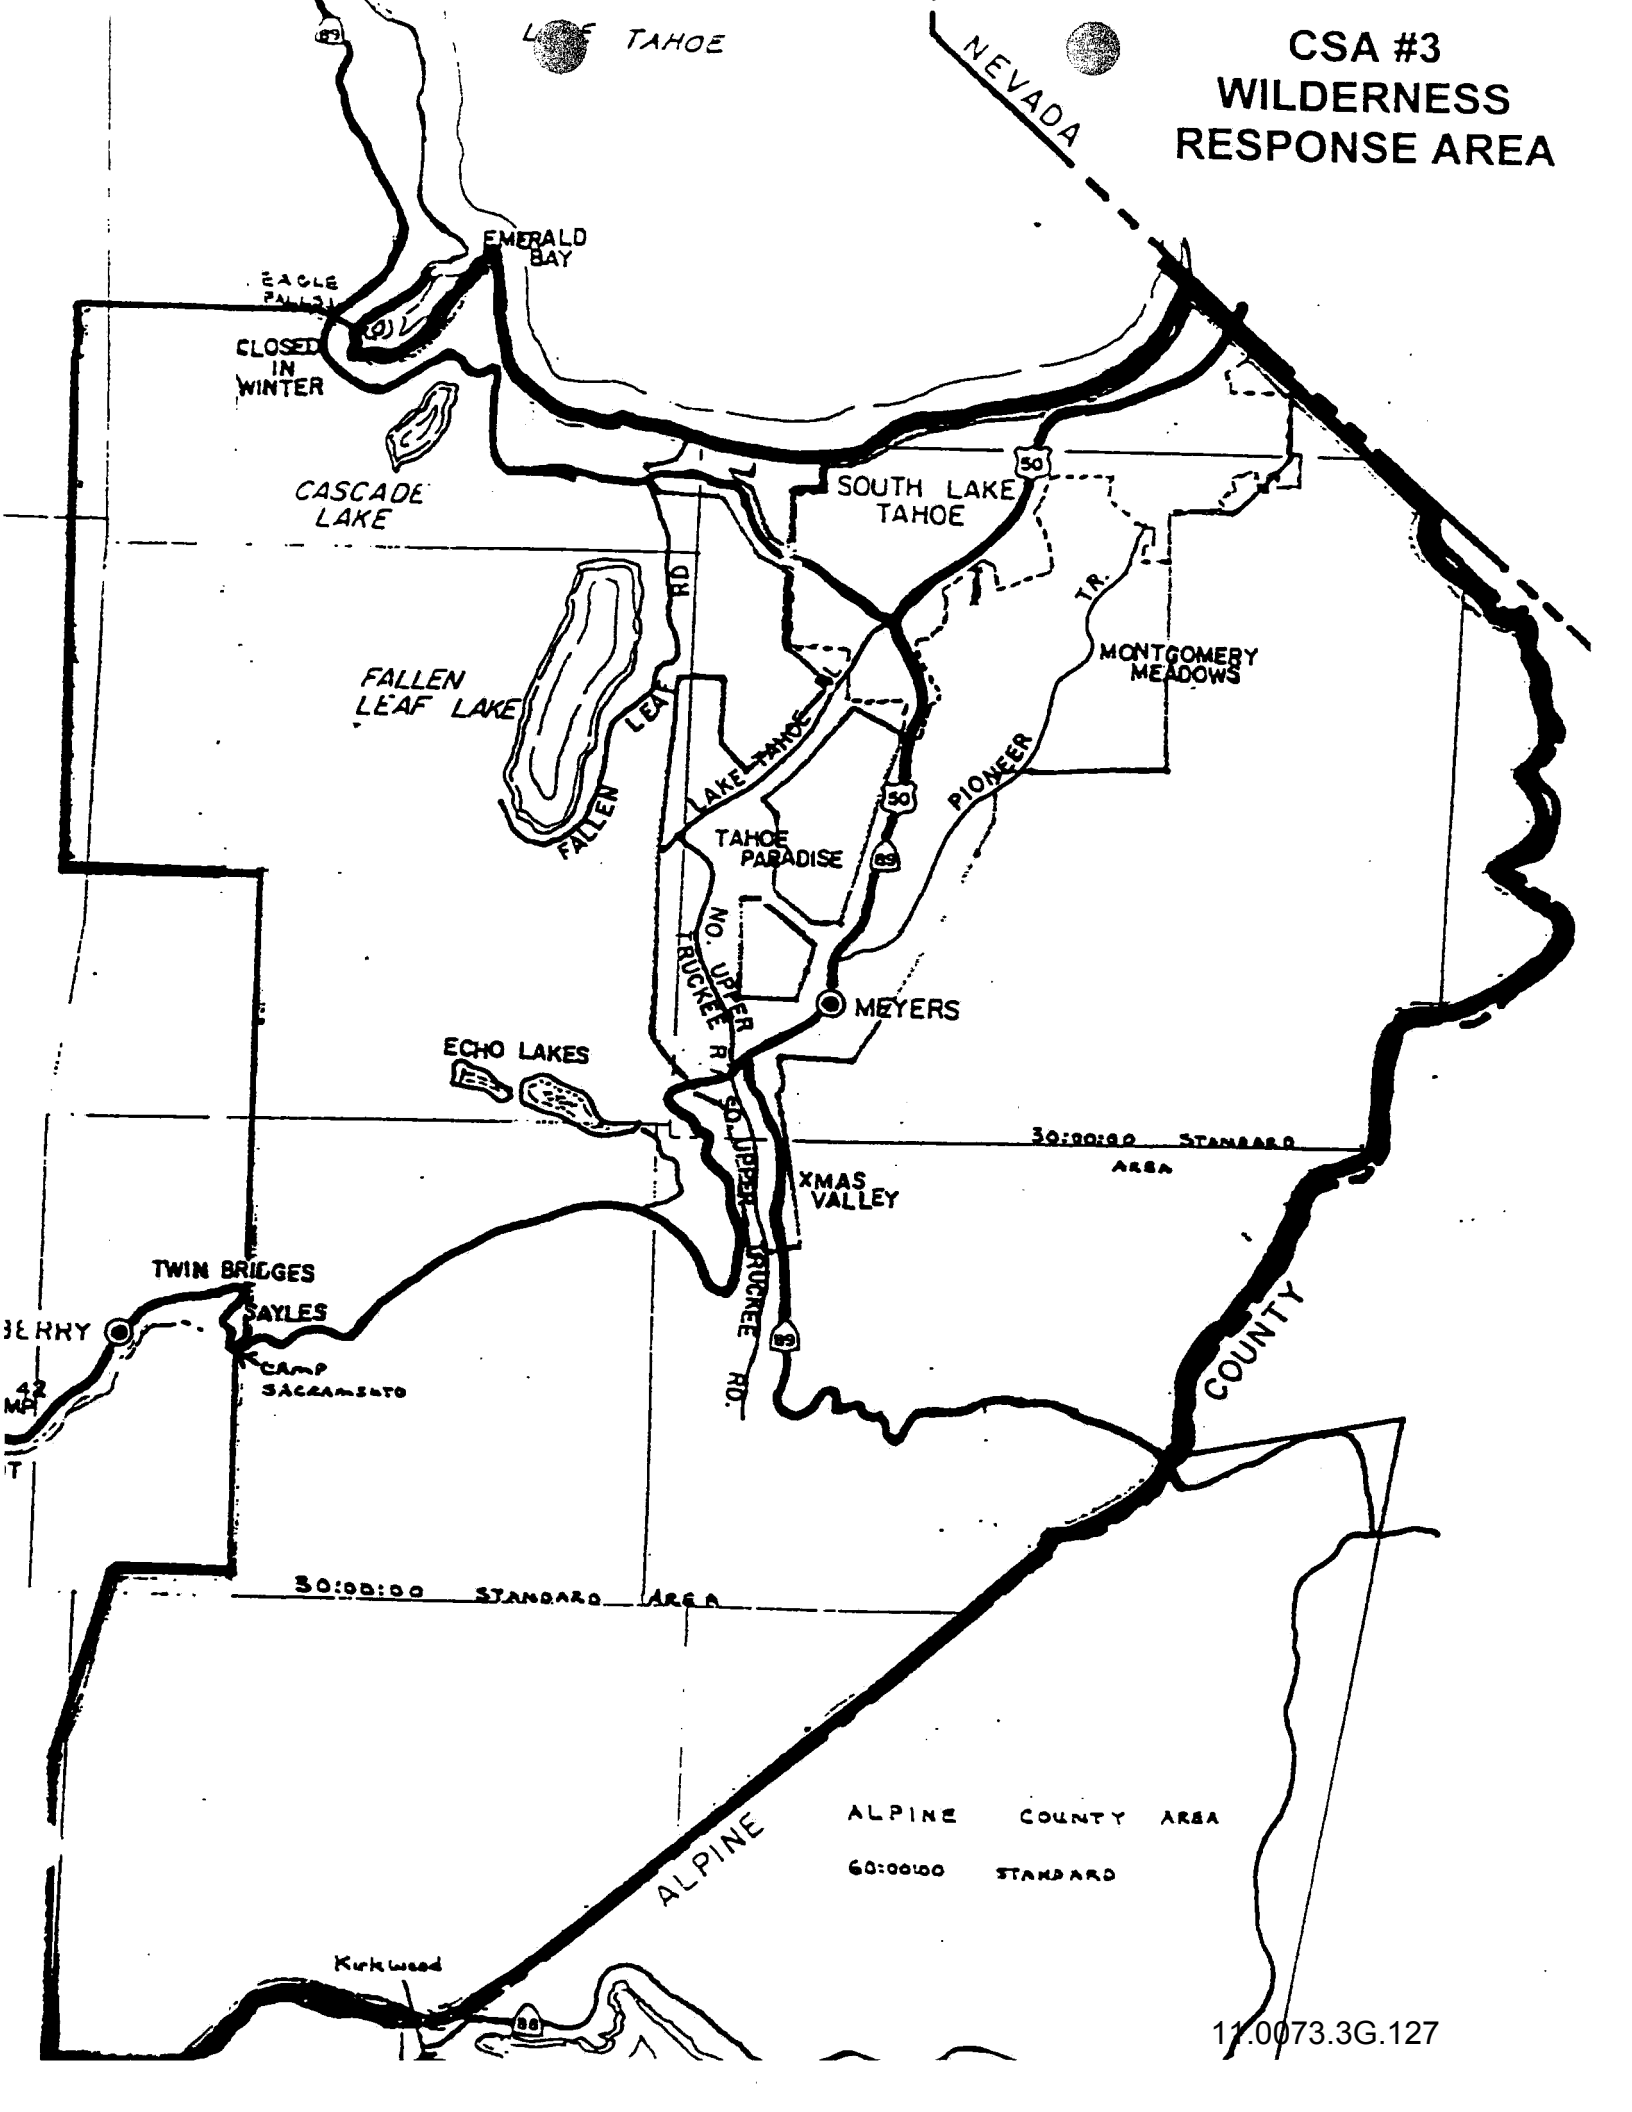 89
TAHOE
NEVADA
CSA #3
WILDERNESS
RESPONSE AREA
EMERALD
BAY
EAGLE
FALLS
CLOSED
IN
WINTER
CASCADE
LAKE
50
SOUTH LAKE
TAHOE
RD
T.R.
MONTGOMERY
MEADOWS
FALLEN
LEAF LAKE
LEAF
LAKE TAHOE
PIONEER
50
FALLEN
TAHOE
PARADISE
89
NO. UPPER
TRUCKEE R
MEYERS
ECHO LAKES
SO. UPPER
30:00:00 STANDARD
AREA
XMAS
VALLEY
TWIN BRIDGES
SAYLES
BERRY
TRUCKEE
89
COUNTY
CAMP
SACRAMENTO
42
MP
RD.
T
30:00:00 STANDARD AREA
ALPINE COUNTY AREA
60:00:00 STANDARD
ALPINE
Kirkwood
88
11.0073.3G.127